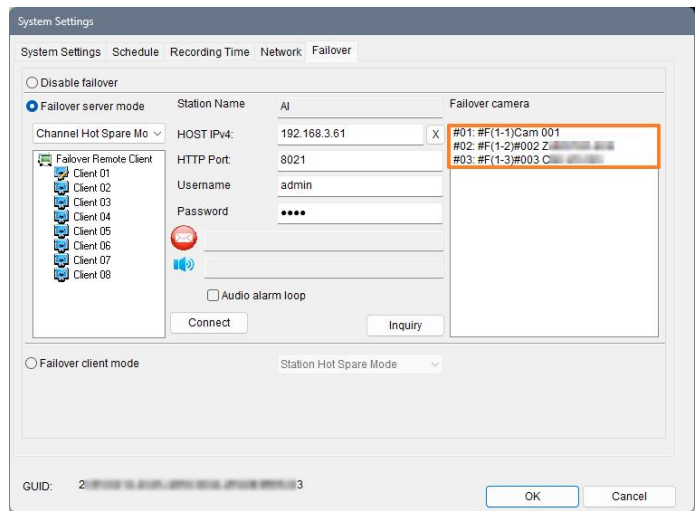 System Settings
System Settings Schedule Recording Time Network Failover
Disable failover
Failover server mode
Station Name
AI
Failover camera
Channel Hot Spare Mo
HOST IPv4:
192.168.3.61
X
#01: #F(1-1)Cam 001
#02: #F(1-2)#002 Z
#03: #F(1-3)#003 C
Failover Remote Client
Client 01
Client 02
Client 03
Client 04
Client 05
Client 06
Client 07
Client 08
HTTP Port:
8021
Username
admin
Password
••••
Audio alarm loop
Connect
Inquiry
Failover client mode
Station Hot Spare Mode
GUID: 2 3
OK
Cancel